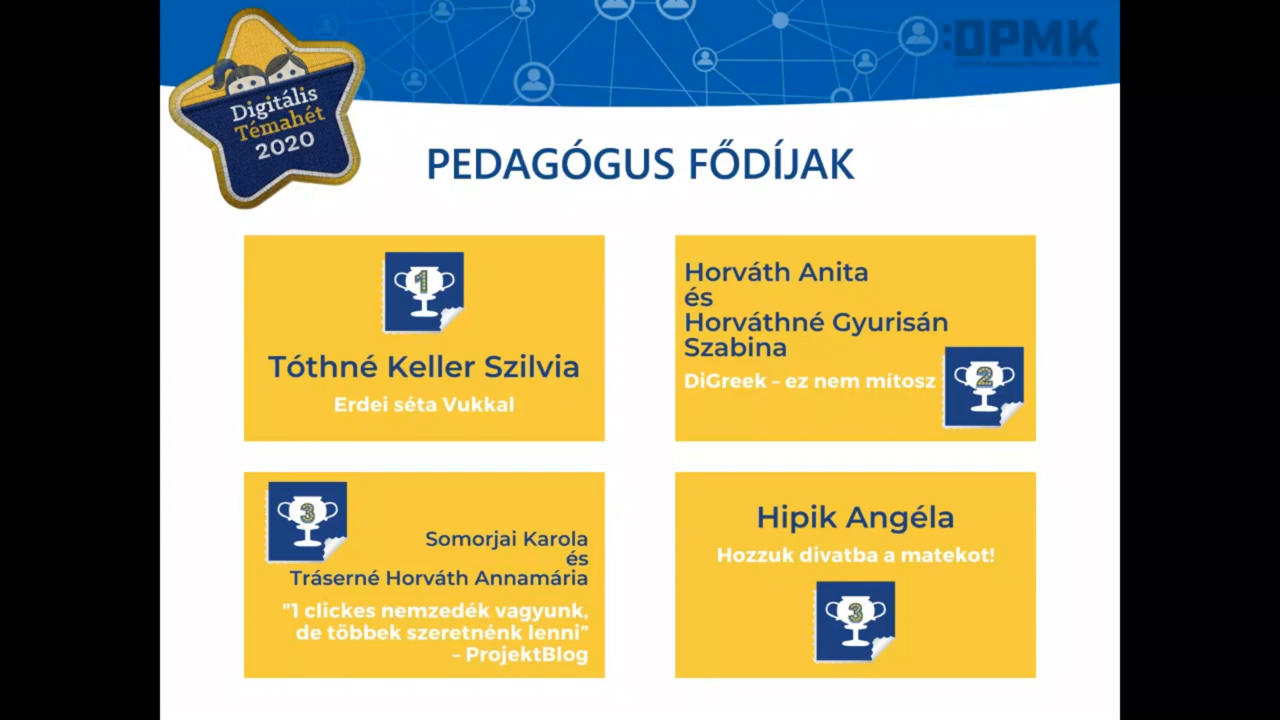 Digitális
Témahét
2020
:DPMK
PEDAGÓGUS FŐDÍJAK
1
Tóthné Keller Szilvia
Erdei séta Vukkal
Horváth Anita
és
Horváthné Gyurisán
Szabina
DiGreek – ez nem mítosz
2
3
Somorjai Karola
és
Tráserné Horváth Annamária
"1 clickes nemzedék vagyunk,
de többek szeretnénk lenni"
– ProjektBlog
Hipik Angéla
Hozzuk divatba a matekot!
3